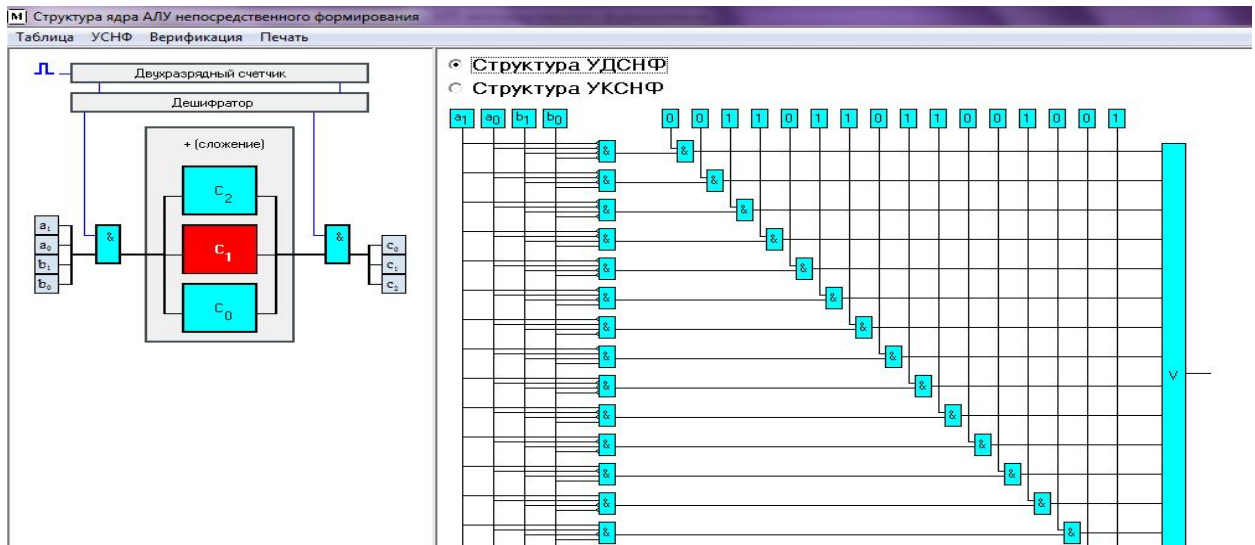 M Структура ядра АЛУ непосредственного формирования
Таблица УСНФ Верификация Печать
Двухразрядный счетчик
Дешифратор
+ (сложение)
C2
C1
C0
&
&
a1
a0
b1
b0
c0
c1
c2
Структура УДСНФ
Структура УКСНФ
a1 a0 b1 b0 0 0 1 1 0 1 1 0 1 1 0 0 1 0 0 1
& &
& &
& &
& &
& &
& &
& &
& &
& &
& &
& &
& &
& &
& &
V